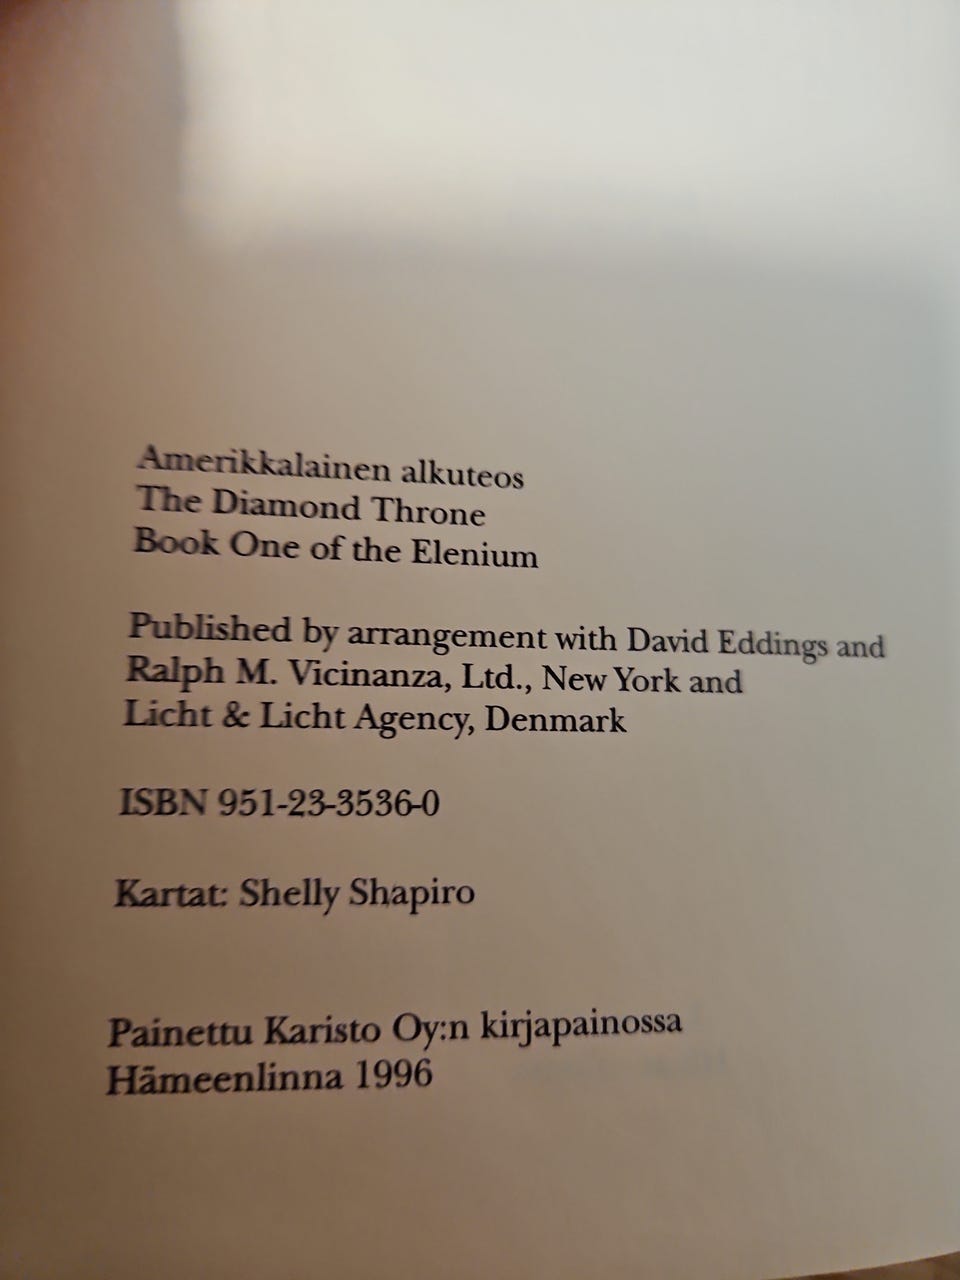 Amerikkalainen alkuteos
The Diamond Throne
Book One of the Elenium
Published by arrangement with David Eddings and
Ralph M. Vicinanza, Ltd., New York and
Licht & Licht Agency, Denmark
ISBN 951-23-3536-0
Kartat: Shelly Shapiro
Painettu Karisto Oy:n kirjapainossa
Hämeenlinna 1996